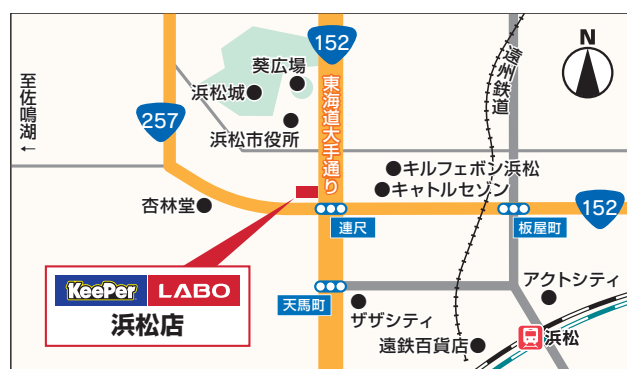 152
N
葵広場
浜松城
至佐鳴湖←
257
浜松市役所
東海道大手通り
遠州鉄道
キルフェボン浜松
キャトルセゾン
杏林堂
152
連尺
板屋町
KeePer LABO
浜松店
天馬町
ザザシティ
アクトシティ
遠鉄百貨店
浜松